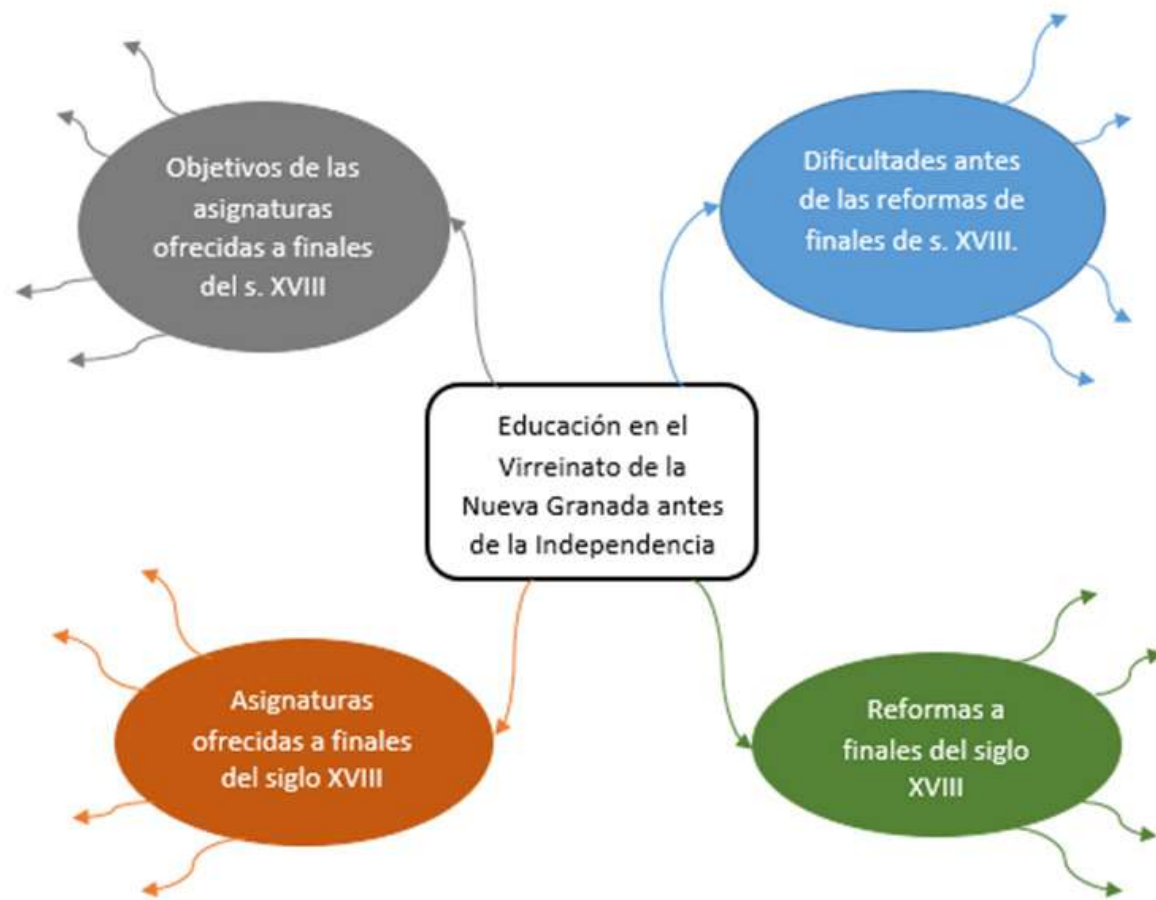 Objetivos de las
asignaturas
ofrecidas a finales
del s. XVIII
Dificultades antes
de las reformas de
finales de s. XVIII.
Educación en el
Virreinato de la
Nueva Granada antes
de la Independencia
Asignaturas
ofrecidas a finales
del siglo XVIII
Reformas a
finales del siglo
XVIII